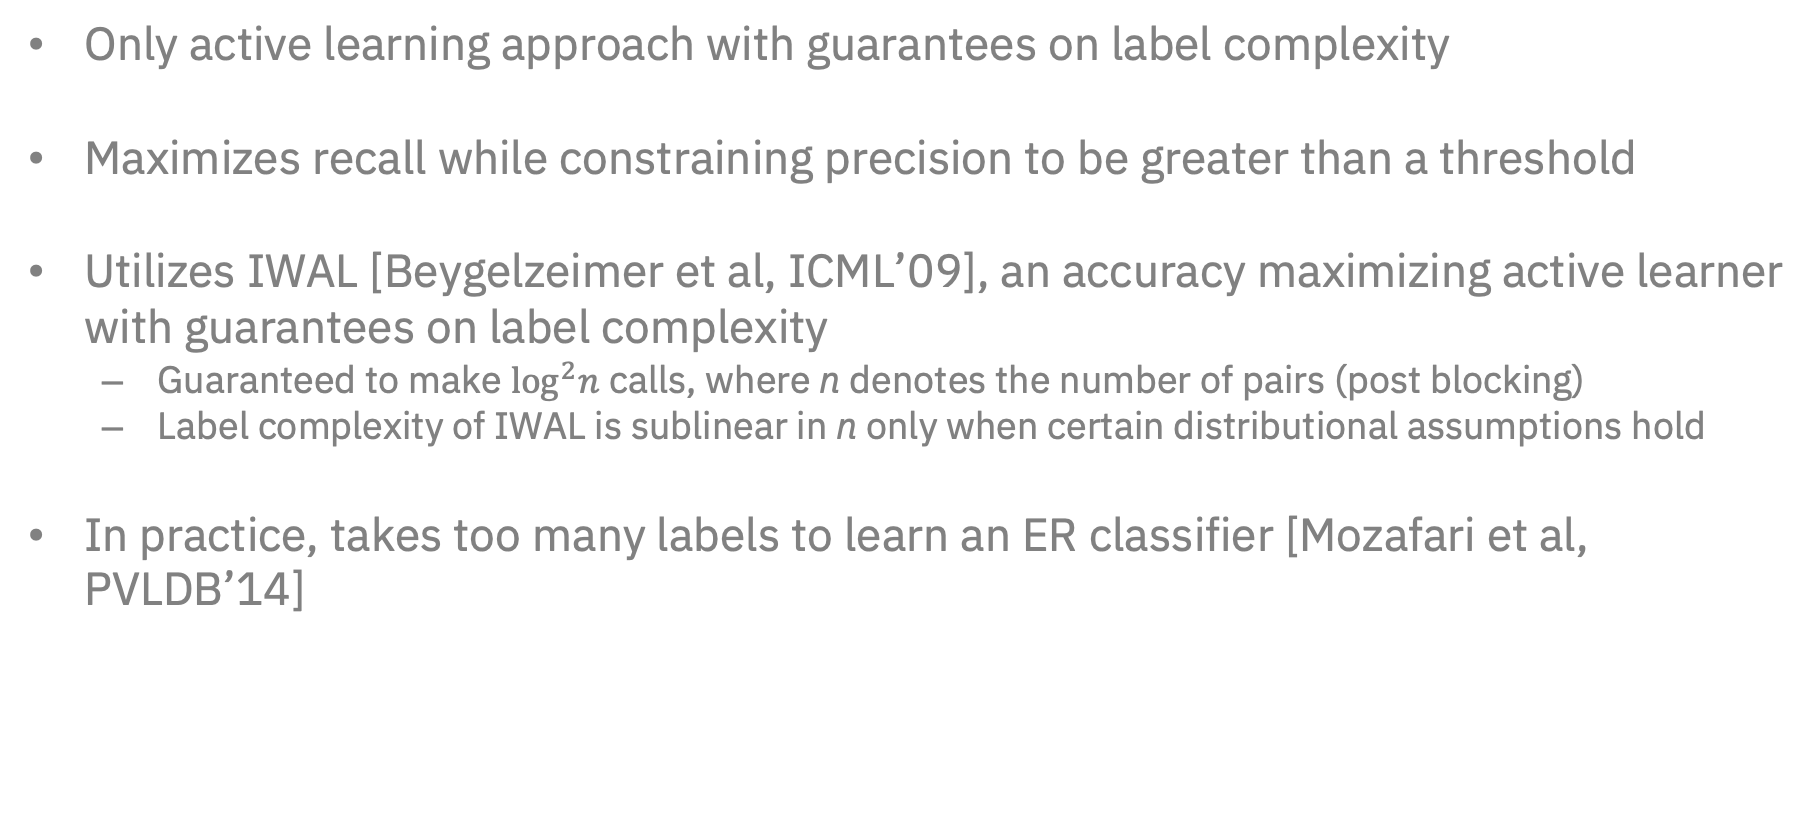 • Only active learning approach with guarantees on label complexity
• Maximizes recall while constraining precision to be greater than a threshold
• Utilizes IWAL [Beygelzeimer et al, ICML’09], an accuracy maximizing active learner
with guarantees on label complexity
– Guaranteed to make log²n calls, where n denotes the number of pairs (post blocking)
– Label complexity of IWAL is sublinear in n only when certain distributional assumptions hold
• In practice, takes too many labels to learn an ER classifier [Mozafari et al,
PVLDB’14]